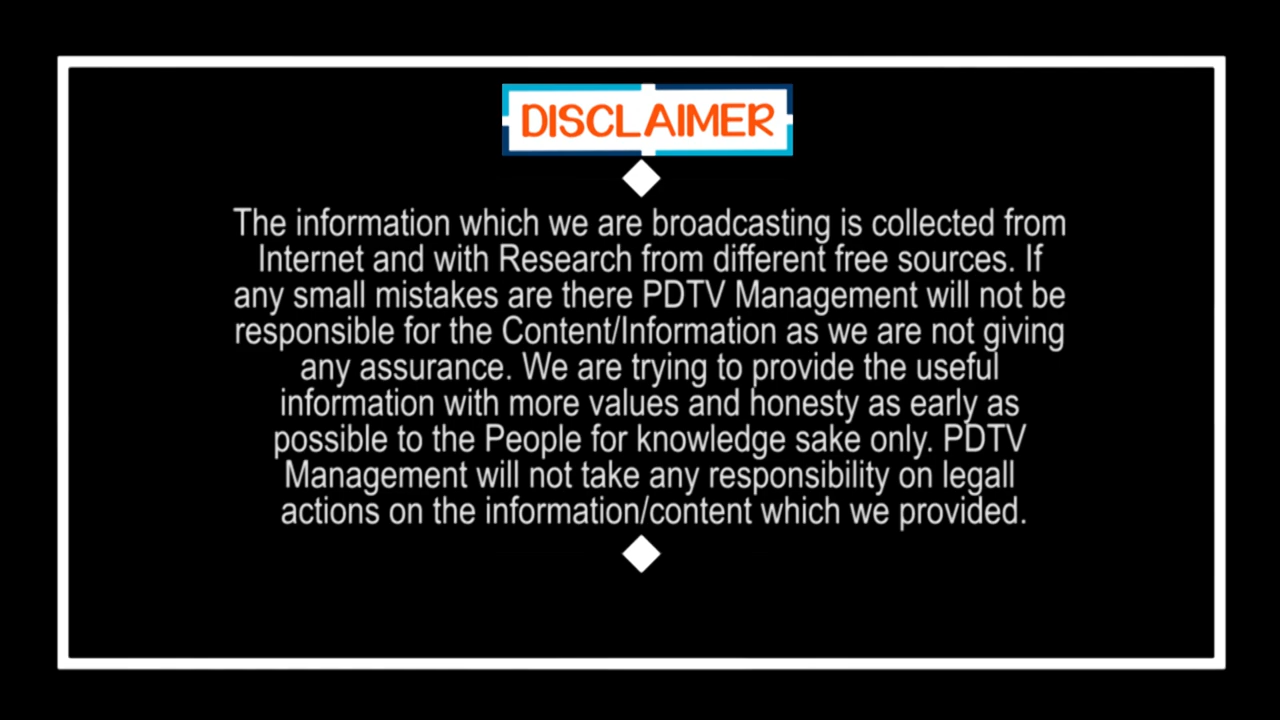 DISCLAIMER
The information which we are broadcasting is collected from
Internet and with Research from different free sources. If
any small mistakes are there PDTV Management will not be
responsible for the Content/Information as we are not giving
any assurance. We are trying to provide the useful
information with more values and honesty as early as
possible to the People for knowledge sake only. PDTV
Management will not take any responsibility on legall
actions on the information/content which we provided.